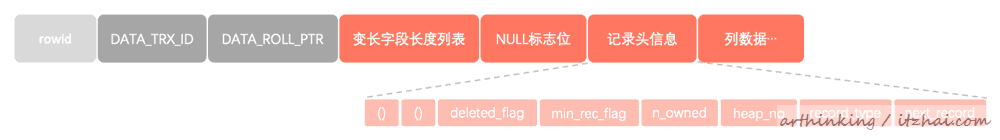 rowid DATA_TRX_ID DATA_ROLL_PTR 变长字段长度列表 NULL标志位 记录头信息 列数据…
() () deleted_flag min_rec_flag n_owned heap_no record_type next_record
arthinking / itzhai.com